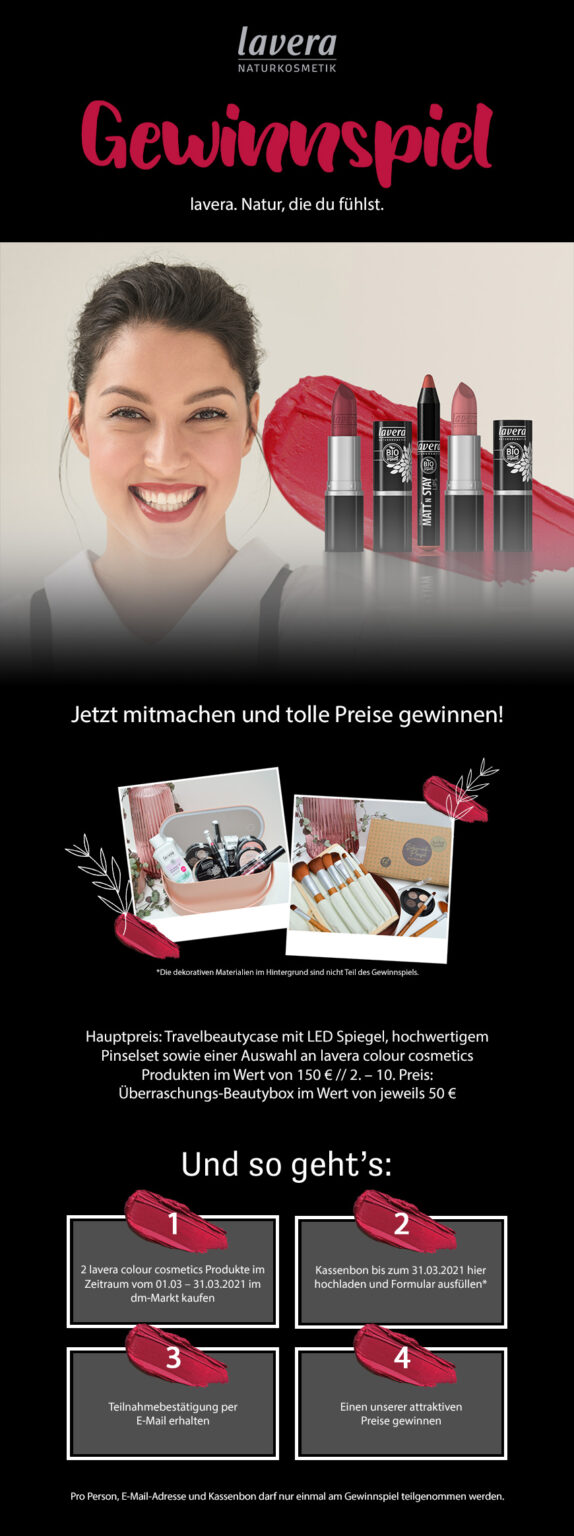 lavera
NATURKOSMETIK
Gewinnspiel
lavera. Natur, die du fühlst.
lavera
BIO
lavera
BIO
MATT N STAY
LIPS
lavera
BIO
Jetzt mitmachen und tolle Preise gewinnen!
*Die dekorativen Materialien im Hintergrund sind nicht Teil des Gewinnspiels.
Hauptpreis: Travelbeautycase mit LED Spiegel, hochwertigem
Pinselset sowie einer Auswahl an lavera colour cosmetics
Produkten im Wert von 150 € // 2. – 10. Preis:
Überraschungs-Beautybox im Wert von jeweils 50 €
Und so geht’s:
1
2 lavera colour cosmetics Produkte im
Zeitraum vom 01.03 – 31.03.2021 im
dm-Markt kaufen
2
Kassenbon bis zum 31.03.2021 hier
hochladen und Formular ausfüllen*
3
Teilnahmebestätigung per
E-Mail erhalten
4
Einen unserer attraktiven
Preise gewinnen
Pro Person, E-Mail-Adresse und Kassenbon darf nur einmal am Gewinnspiel teilgenommen werden.